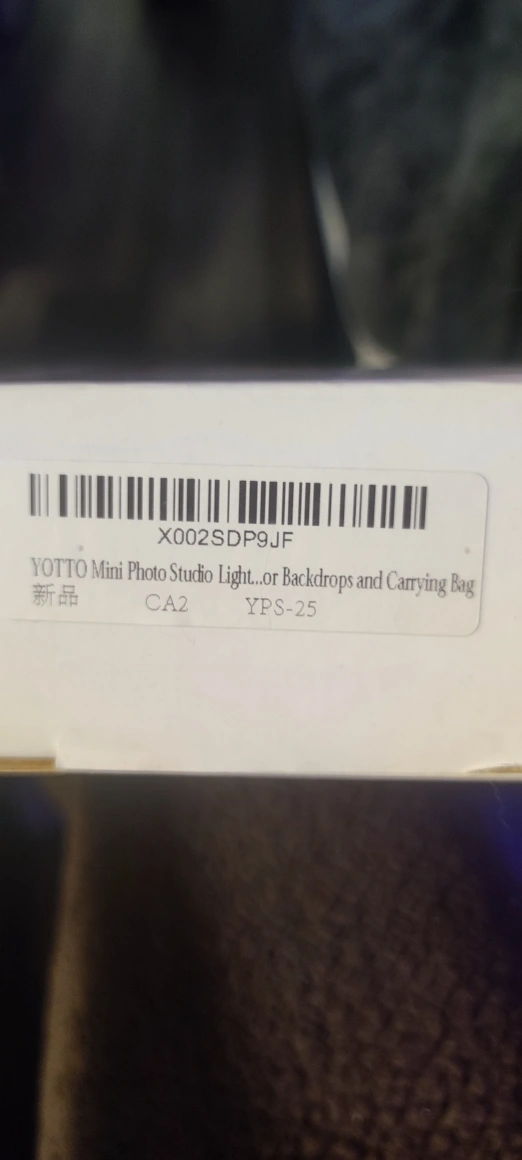 X002SDP9JF
YOTTO Mini Photo Studio Light...or Backdrops and Carrying Bag
新品 CA2 YPS-25